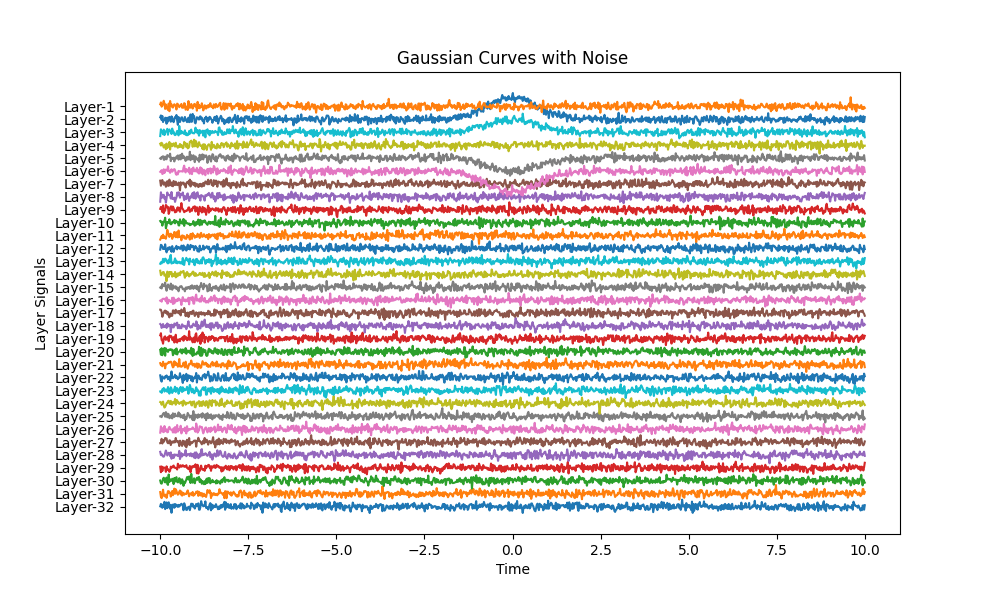 Gaussian Curves with Noise
Layer-1
Layer-2
Layer-3
Layer-4
Layer-5
Layer-6
Layer-7
Layer-8
Layer-9
Layer-10
Layer-11
Layer-12
Layer-13
Layer-14
Layer-15
Layer-16
Layer-17
Layer-18
Layer-19
Layer-20
Layer-21
Layer-22
Layer-23
Layer-24
Layer-25
Layer-26
Layer-27
Layer-28
Layer-29
Layer-30
Layer-31
Layer-32
Layer Signals
−10.0 −7.5 −5.0 −2.5 0.0 2.5 5.0 7.5 10.0
Time